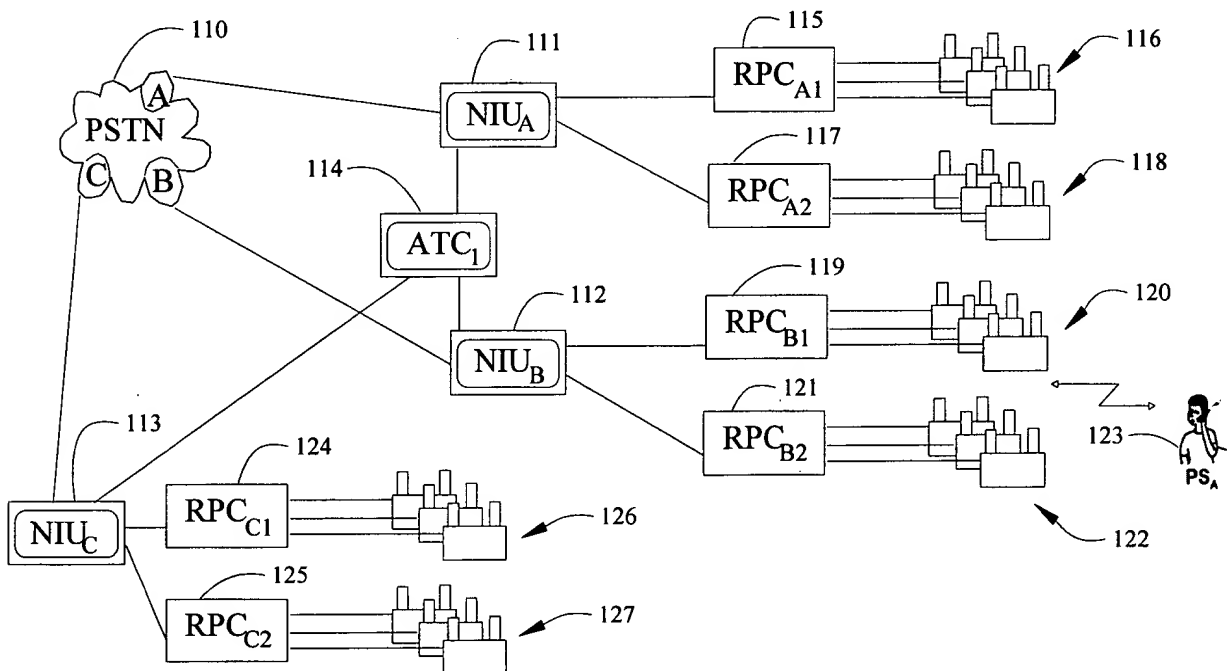 110
111
115
116
A
PSTN
C
B
NIU_A
RPC_A1
117
118
114
RPC_A2
ATC_1
119
120
112
RPC_B1
NIU_B
121
123
RPC_B2
PS_A
122
113
124
NIU_C
RPC_C1
126
125
RPC_C2
127